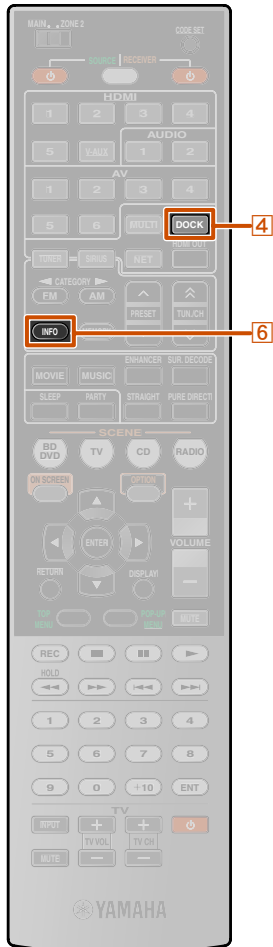 MAIN ZONE 2
CODE SET
SOURCE RECEIVER
HDMI
1 2 3 4
AUDIO
5 V-AUX 1 2
AV
1 2 3 4
5 6 MULTI DOCK 4
HDMI OUT
TUNER SIRIUS NET
CATEGORY
FM AM
PRESET TUN./CH
INFO 6
ENHANCER SUR. DECODE
MOVIE MUSIC
SLEEP PARTY STRAIGHT PURE DIRECT
SCENE
BD
DVD TV CD RADIO
ON SCREEN OPTION
ENTER
VOLUME
RETURN DISPLAY
TOP
MENU
POP-UP
MENU
MUTE
REC
HOLD
1 2 3 4
5 6 7 8
9 0 +10 ENT
TV
INPUT + +
TV VOL TV CH
MUTE − −
YAMAHA